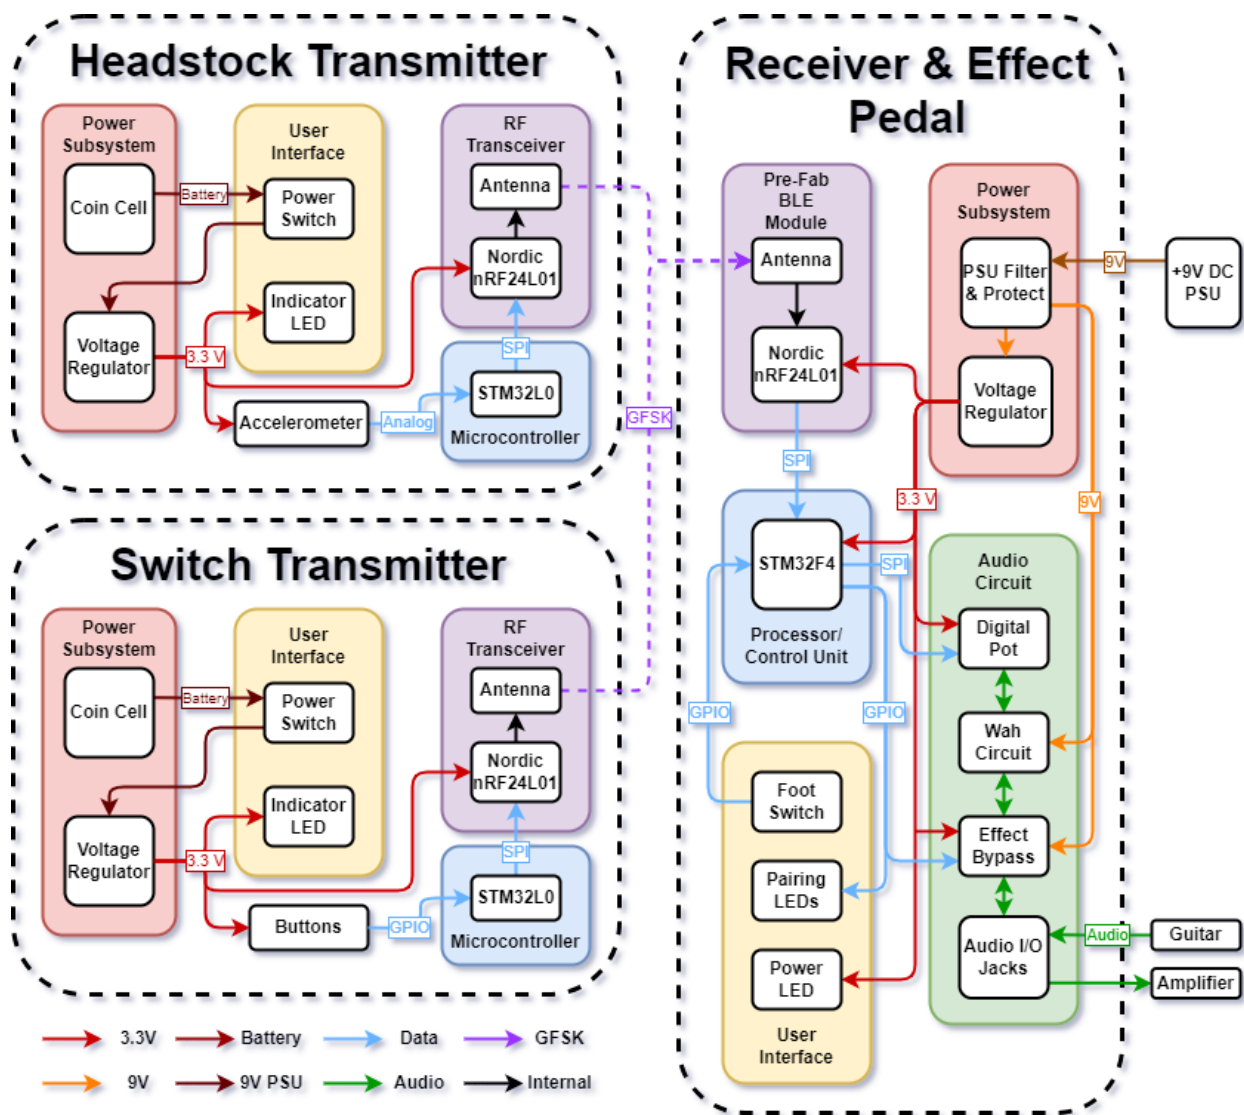 Headstock Transmitter
Power
Subsystem
Coin Cell
Battery
Voltage
Regulator
3.3 V
User
Interface
Power
Switch
Indicator
LED
Accelerometer
Analog
RF
Transceiver
Antenna
Nordic
nRF24L01
SPI
STM32L0
Microcontroller
GFSK
Switch Transmitter
Power
Subsystem
Coin Cell
Battery
Voltage
Regulator
3.3 V
User
Interface
Power
Switch
Indicator
LED
Buttons
GPIO
RF
Transceiver
Antenna
Nordic
nRF24L01
SPI
STM32L0
Microcontroller
Receiver & Effect
Pedal
Pre-Fab
BLE
Module
Antenna
Nordic
nRF24L01
SPI
Power
Subsystem
PSU Filter
& Protect
Voltage
Regulator
9V
+9V DC
PSU
3.3 V
9V
STM32F4
Processor/
Control Unit
SPI
GPIO
GPIO
Audio
Circuit
Digital
Pot
Wah
Circuit
Effect
Bypass
Audio I/O
Jacks
Audio
Guitar
Amplifier
Foot
Switch
Pairing
LEDs
Power
LED
User
Interface
3.3V
Battery
Data
GFSK
9V
9V PSU
Audio
Internal